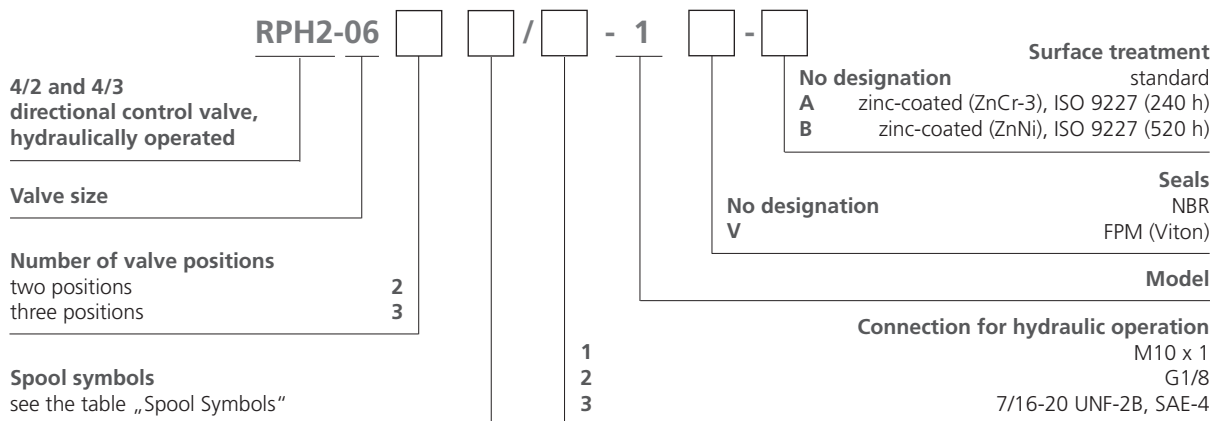 RPH2-06 / - 1 -
4/2 and 4/3
directional control valve,
hydraulically operated
Valve size
Number of valve positions
two positions 2
three positions 3
Spool symbols
see the table „Spool Symbols“
Surface treatment
No designation standard
A zinc-coated (ZnCr-3), ISO 9227 (240 h)
B zinc-coated (ZnNi), ISO 9227 (520 h)
Seals
No designation NBR
V FPM (Viton)
Model
Connection for hydraulic operation
1 M10 x 1
2 G1/8
3 7/16-20 UNF-2B, SAE-4